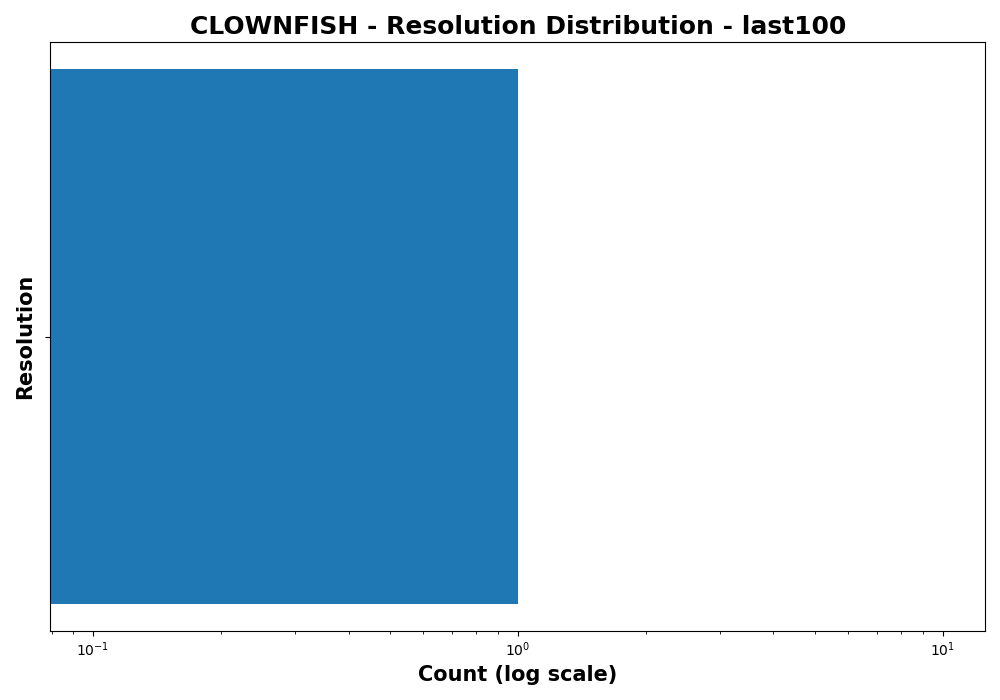 CLOWNFISH - Resolution Distribution - last100
Resolution
10⁻¹ 10⁰ 10¹
Count (log scale)